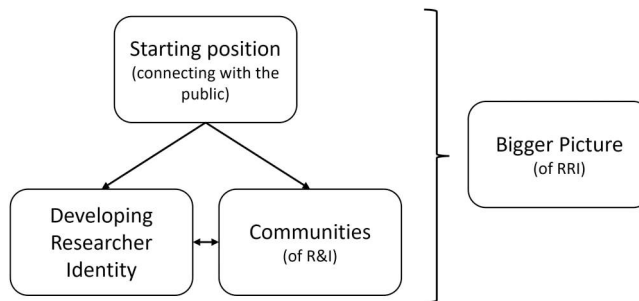 Starting position
(connecting with the
public)
Developing
Researcher
Identity
Communities
(of R&I)
Bigger Picture
(of RRI)